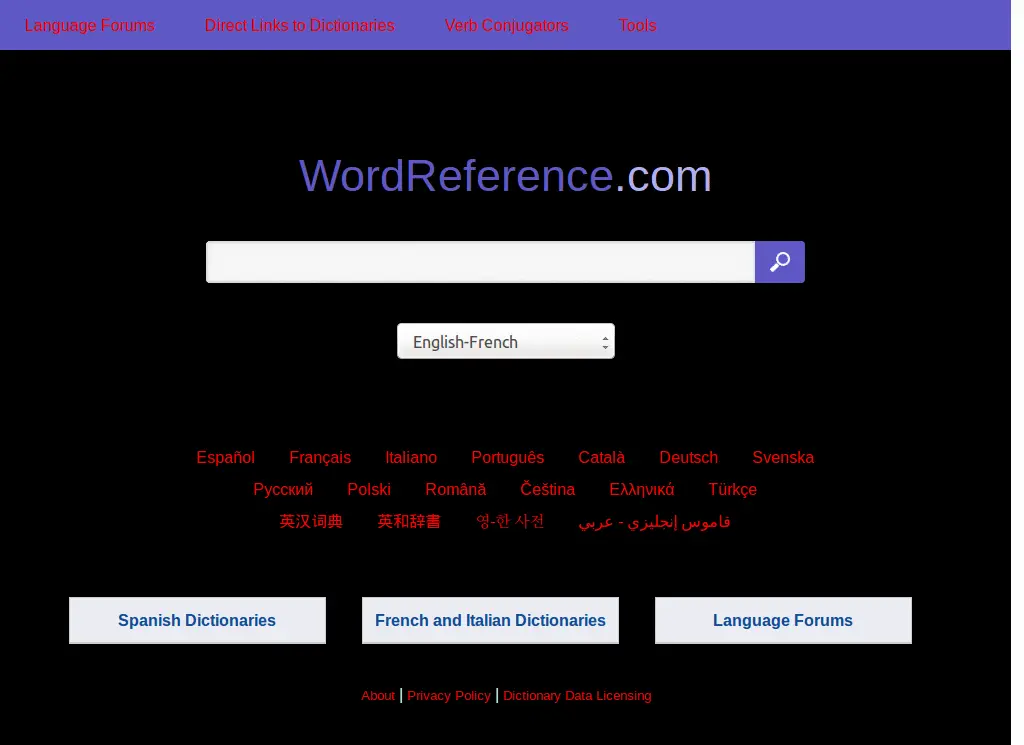 Language Forums Direct Links to Dictionaries Verb Conjugators Tools
WordReference.com
English-French
Español Français Italiano Português Català Deutsch Svenska
Русский Polski Română Čeština Ελληνικά Türkçe
英汉词典 英和辞書 영-한 사전 قاموس إنجليزي - عربي
Spanish Dictionaries French and Italian Dictionaries Language Forums
About | Privacy Policy | Dictionary Data Licensing